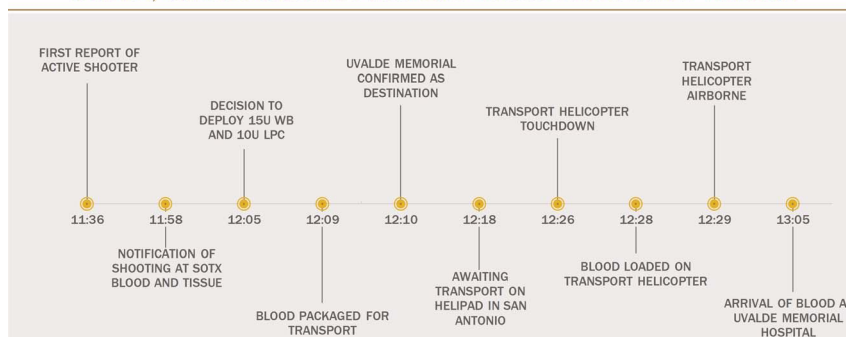 FIRST REPORT OF
ACTIVE SHOOTER
11:36
11:58
NOTIFICATION OF
SHOOTING AT SOTX
BLOOD AND TISSUE
DECISION TO
DEPLOY 15U WB
AND 10U LPC
12:05
12:09
BLOOD PACKAGED FOR
TRANSPORT
UVALDE MEMORIAL
CONFIRMED AS
DESTINATION
12:10
12:18
AWAITING
TRANSPORT ON
HELIPAD IN SAN
ANTONIO
TRANSPORT HELICOPTER
TOUCHDOWN
12:26
12:28
BLOOD LOADED ON
TRANSPORT HELICOPTER
TRANSPORT
HELICOPTER
AIRBORNE
12:29
13:05
ARRIVAL OF BLOOD A
UVALDE MEMORIAL
HOSPITAL